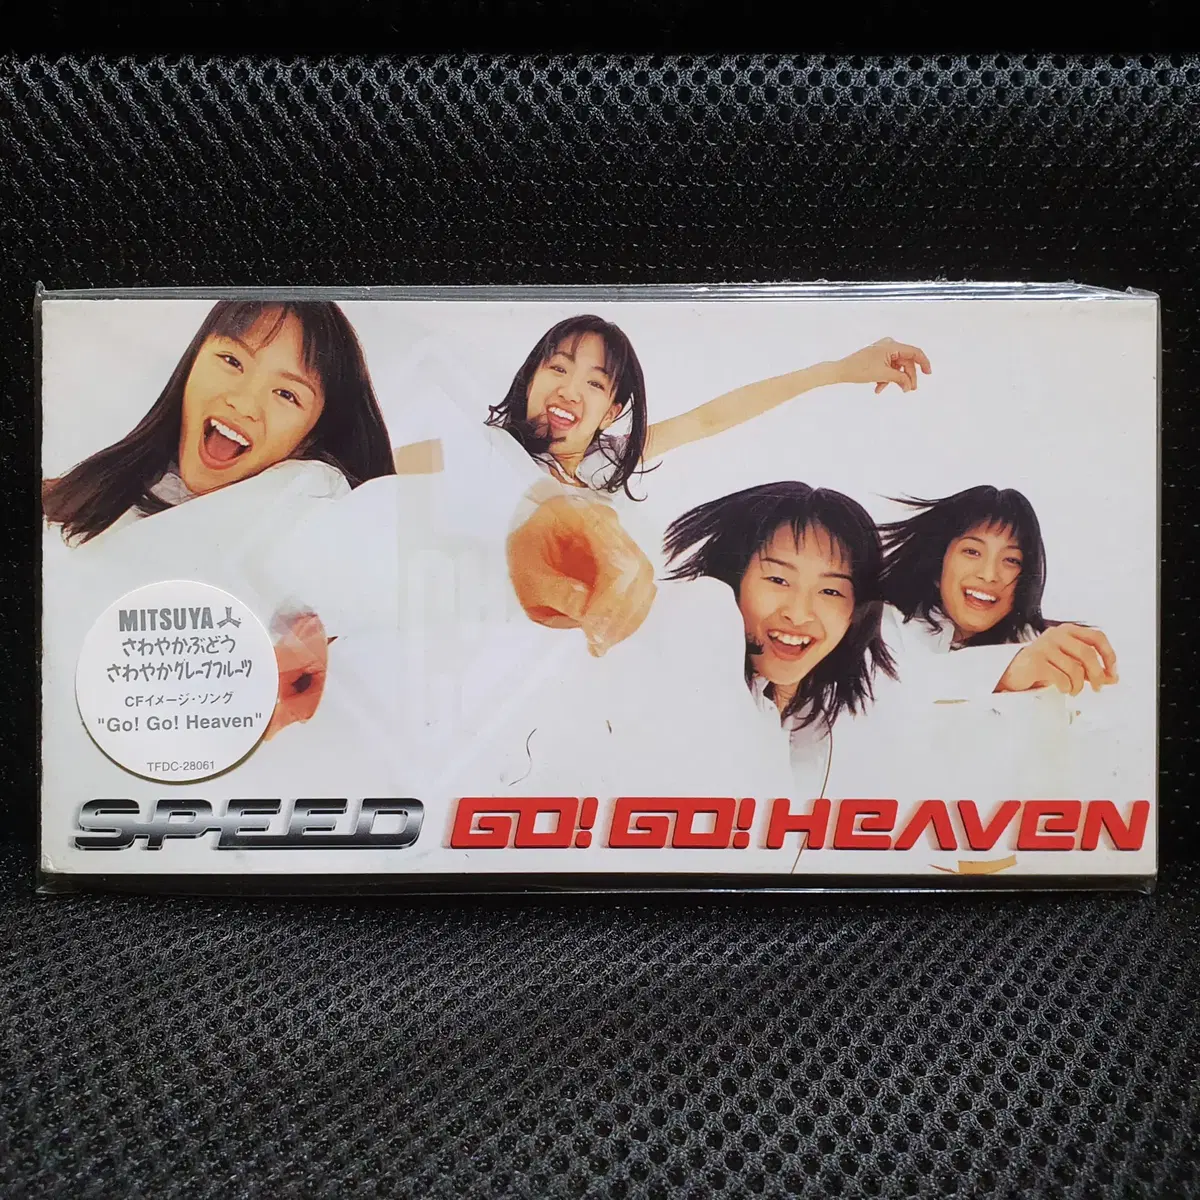 MITSUYA
さわやかぶどう
さわやかグレープフルーツ
CFイメージ・ソング
"Go! Go! Heaven"
TFDC-28061
SPEED GO! GO! HEAVEN